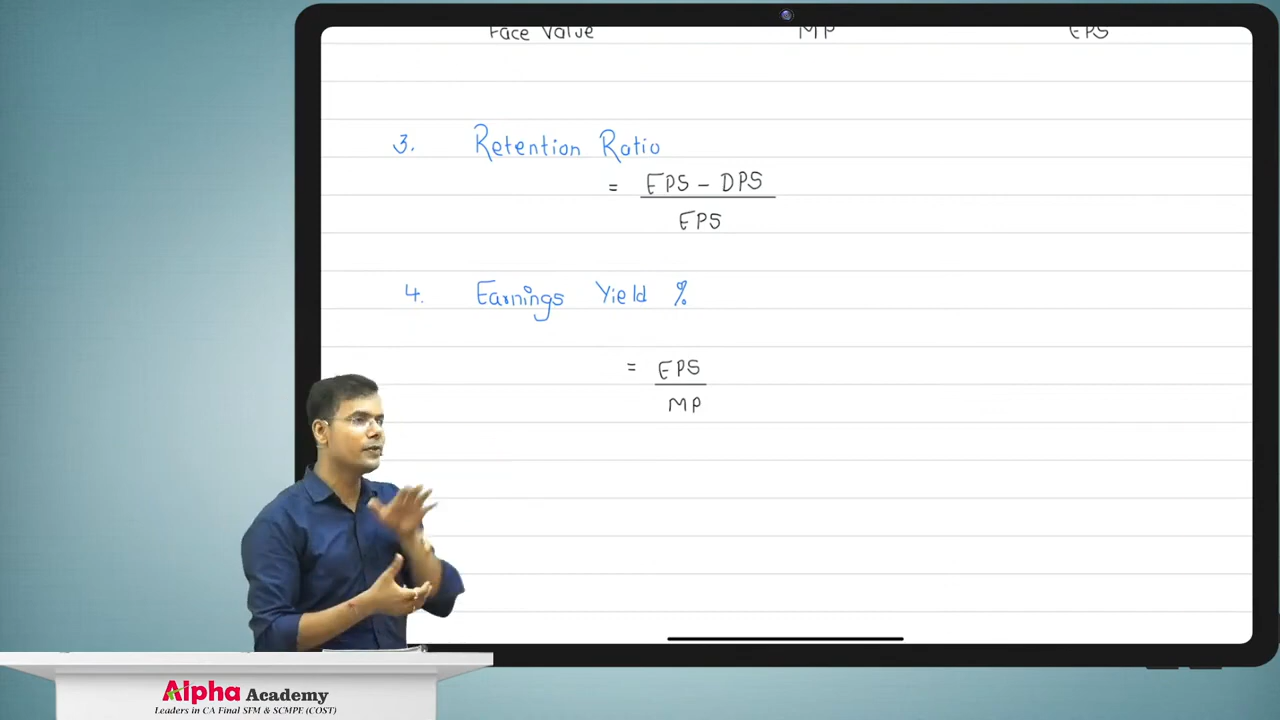 Face Value MP EPS
3. Retention Ratio
= EPS - DPS
EPS
4. Earnings Yield %
= EPS
MP
Alpha Academy
Leaders in CA Final SFM & SCMPE (COST)